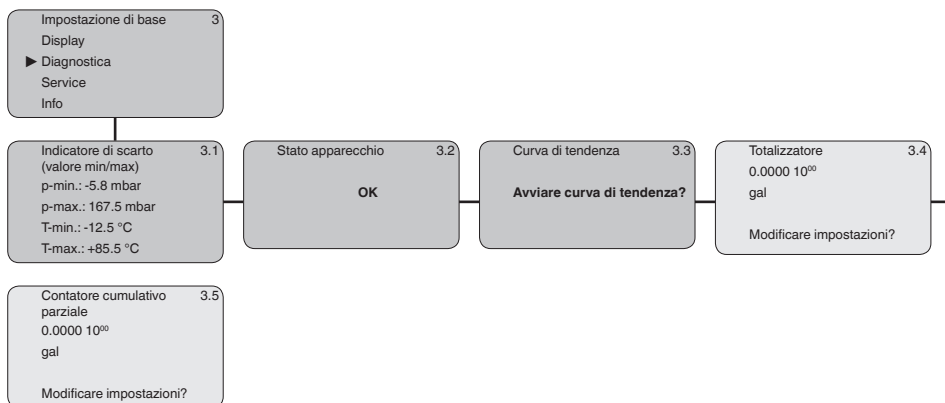 Impostazione di base 3
Display
▶ Diagnostica
Service
Info
Indicatore di scarto 3.1
(valore min/max)
p-min.: -5.8 mbar
p-max.: 167.5 mbar
T-min.: -12.5 °C
T-max.: +85.5 °C
Stato apparecchio 3.2
OK
Curva di tendenza 3.3
Avviare curva di tendenza?
Totalizzatore 3.4
0.0000 10⁰⁰
gal
Modificare impostazioni?
Contatore cumulativo 3.5
parziale
0.0000 10⁰⁰
gal
Modificare impostazioni?